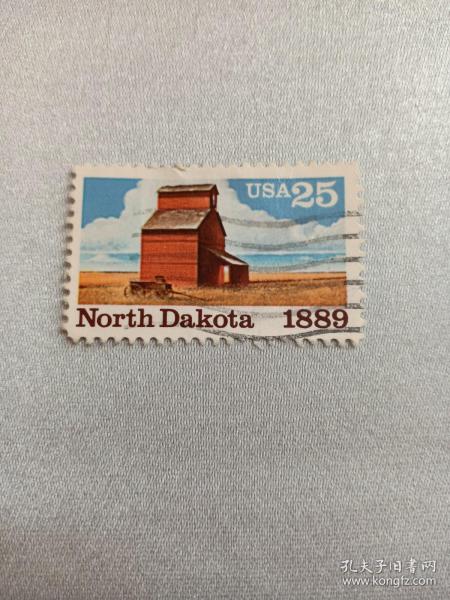 USA25
North Dakota 1889
孔夫子旧书网
www.kongfz.com